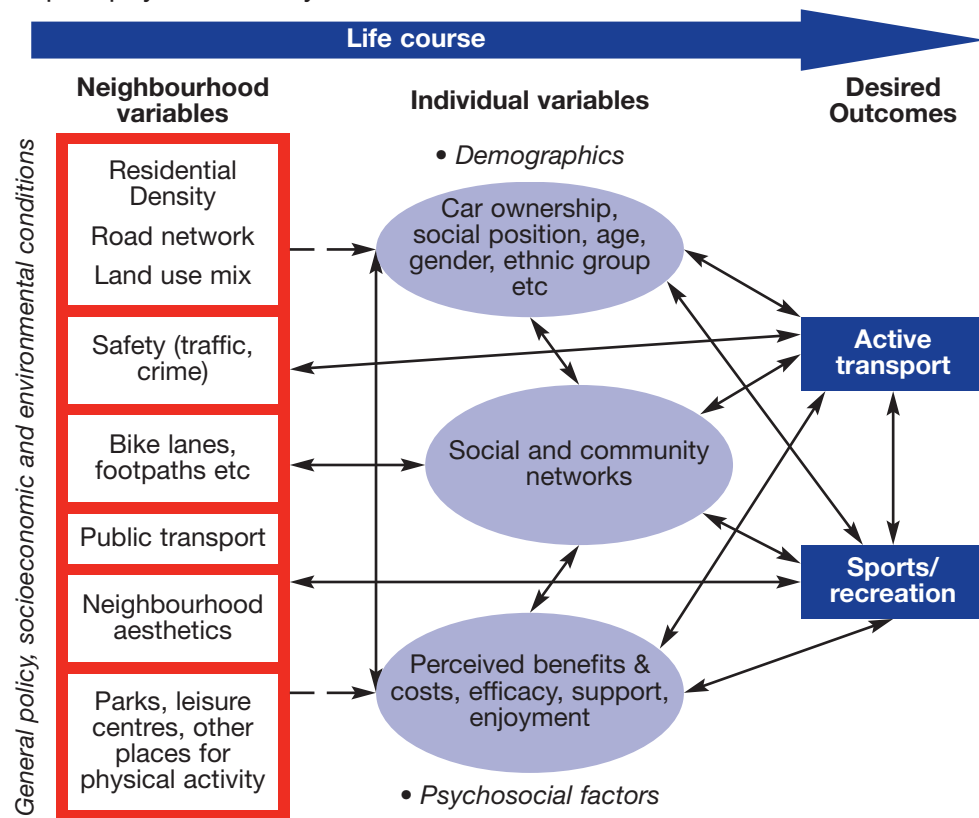 Life course
Neighbourhood
variables
Individual variables
Desired
Outcomes
General policy, socioeconomic and environmental conditions
Residential
Density
Road network
Land use mix
Safety (traffic,
crime)
Bike lanes,
footpaths etc
Public transport
Neighbourhood
aesthetics
Parks, leisure
centres, other
places for
physical activity
• Demographics
Car ownership,
social position, age,
gender, ethnic group
etc
Social and community
networks
Perceived benefits &
costs, efficacy, support,
enjoyment
• Psychosocial factors
Active
transport
Sports/
recreation